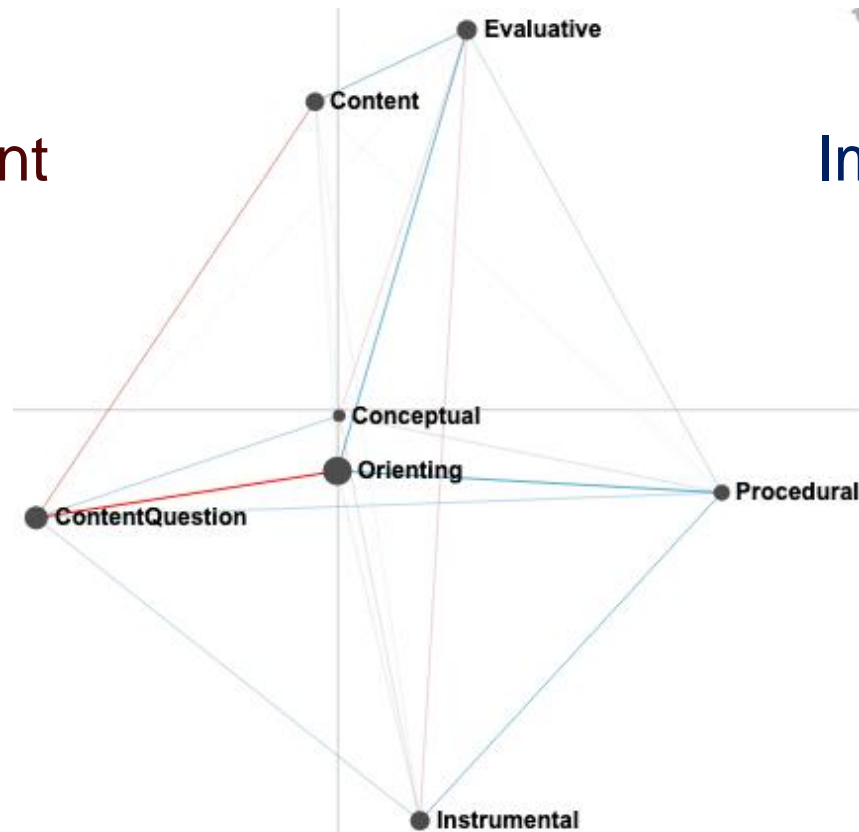 Evaluative
Content
nt
In
Conceptual
Orienting
Procedural
ContentQuestion
Instrumental